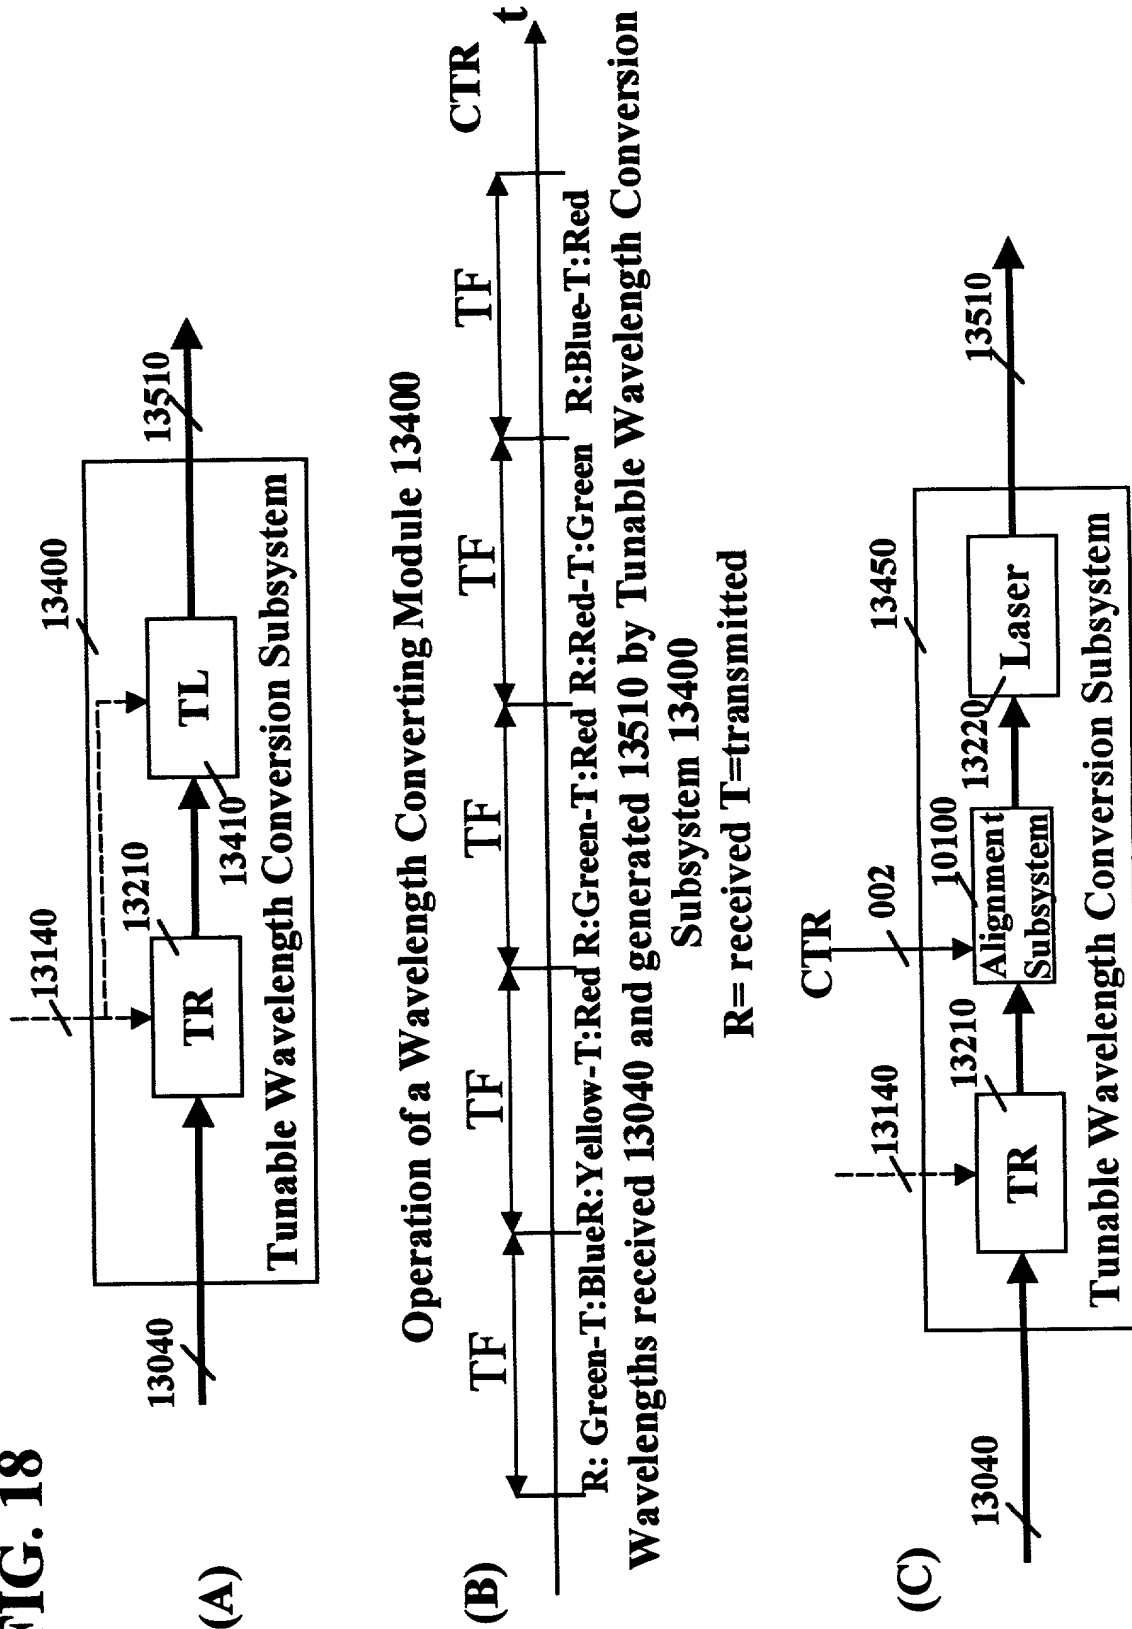 FIG. 18
(A)
13140
13400
13040
13210
TR
TL
13410
13510
Tunable Wavelength Conversion Subsystem
Operation of a Wavelength Converting Module 13400
(B)
TF TF TF TF TF
CTR
t
R: Green-T:Blue R:Yellow-T:Red R:Green-T:Red R:Red-T:Green R:Blue-T:Red
Wavelengths received 13040 and generated 13510 by Tunable Wavelength Conversion
Subsystem 13400
R= received T=transmitted
(C)
CTR
13140
002
13450
13040
13210
10100
13220
13510
TR
Alignment
Subsystem
Laser
Tunable Wavelength Conversion Subsystem